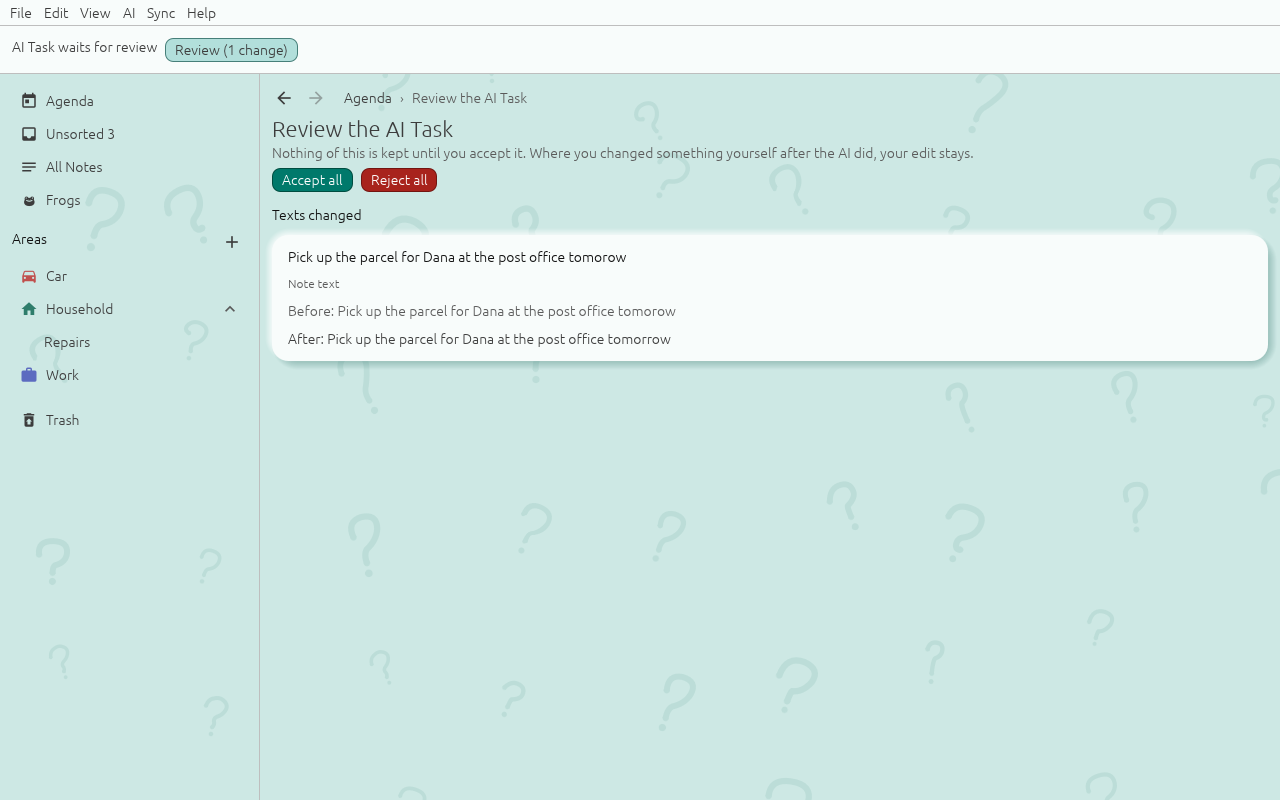 File Edit View AI Sync Help
AI Task waits for review Review (1 change)
Agenda
Unsorted 3
All Notes
Frogs
Areas
Car
Household
Repairs
Work
Trash
Agenda › Review the AI Task
Review the AI Task
Nothing of this is kept until you accept it. Where you changed something yourself after the AI did, your edit stays.
Accept all Reject all
Texts changed
Pick up the parcel for Dana at the post office tomorow
Note text
Before: Pick up the parcel for Dana at the post office tomorow
After: Pick up the parcel for Dana at the post office tomorrow